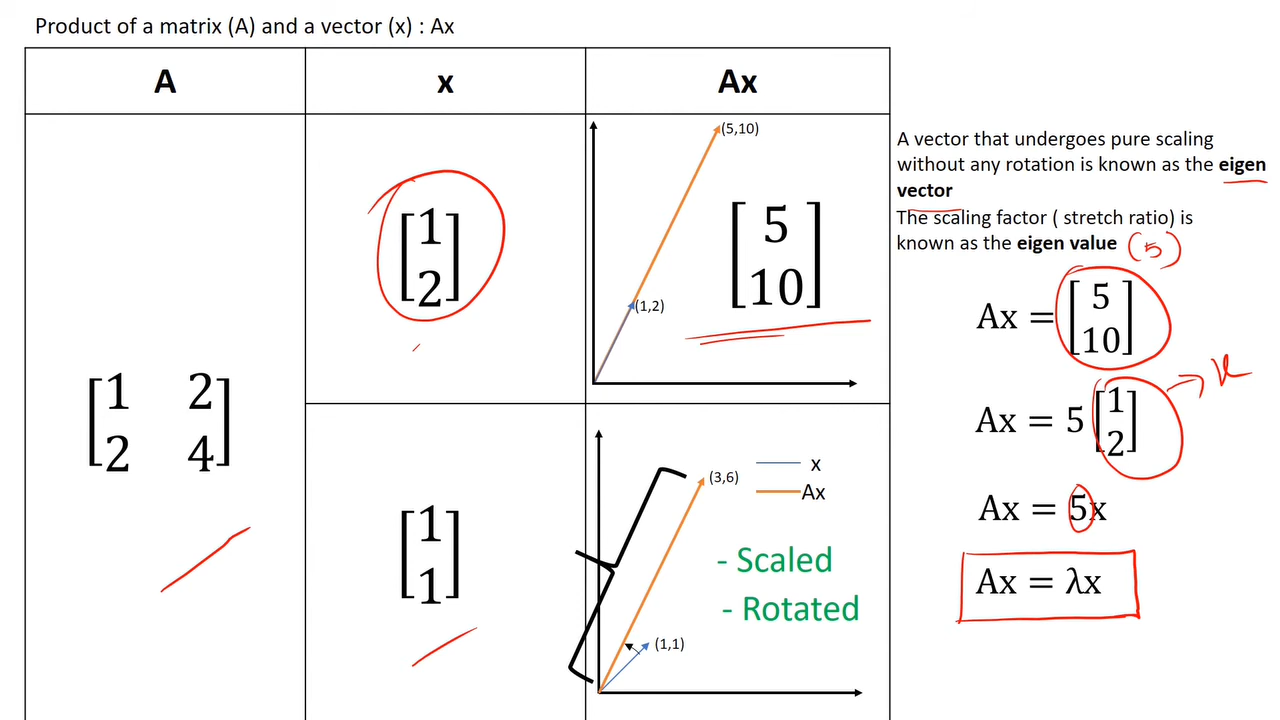 Product of a matrix (A) and a vector (x) : Ax
A x Ax
[1 2]
[2 4]
[1]
[2]
(5,10)
(1,2)
[5]
[10]
[1]
[1]
x
Ax
(3,6)
(1,1)
- Scaled
- Rotated
A vector that undergoes pure scaling
without any rotation is known as the eigen
vector
The scaling factor ( stretch ratio) is
known as the eigen value (5)
Ax = [5]
[10]
Ax = 5 [1]
[2]
→ x
Ax = 5x
Ax = λx